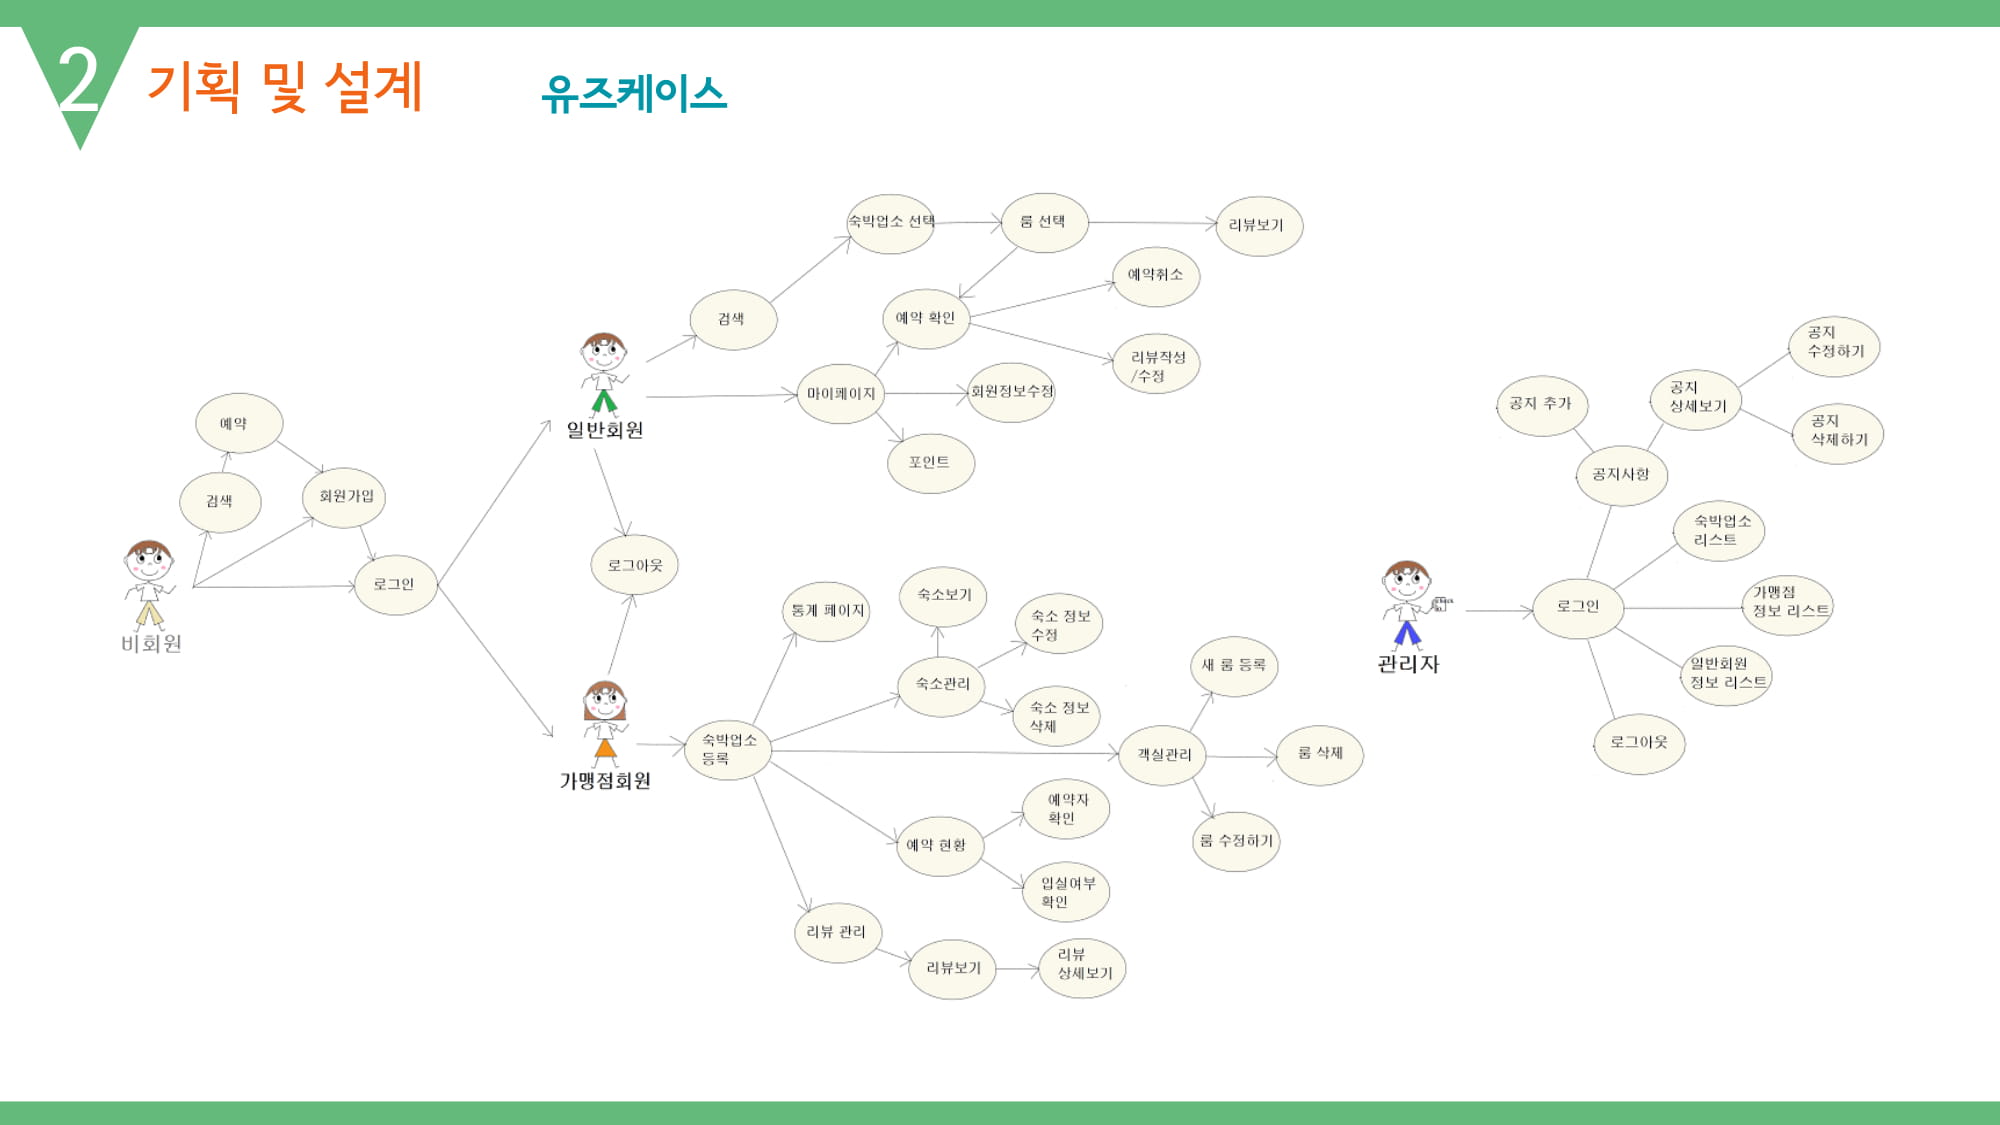 2
기획 및 설계
유즈케이스
숙박업소 선택
룸 선택
리뷰보기
예약취소
검색
예약 확인
리뷰작성
/수정
마이페이지
회원정보수정
포인트
일반회원
예약
검색
회원가입
로그인
비회원
로그아웃
가맹점회원
통계 페이지
숙소보기
숙소 정보
수정
숙소관리
숙소 정보
삭제
숙박업소
등록
새 룸 등록
객실관리
룸 삭제
룸 수정하기
예약자
확인
예약 현황
입실여부
확인
리뷰 관리
리뷰보기
리뷰
상세보기
공지
수정하기
공지 추가
공지
상세보기
공지
삭제하기
공지사항
숙박업소
리스트
로그인
가맹점
정보 리스트
일반회원
정보 리스트
로그아웃
관리자